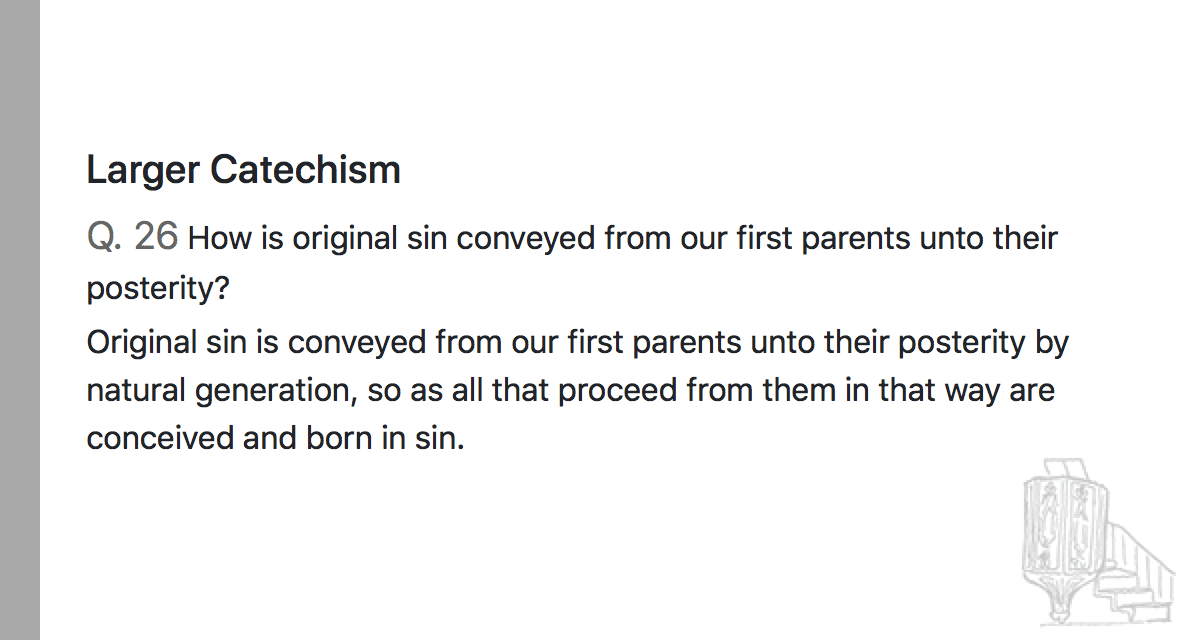 Larger Catechism
Q. 26 How is original sin conveyed from our first parents unto their
posterity?
Original sin is conveyed from our first parents unto their posterity by
natural generation, so as all that proceed from them in that way are
conceived and born in sin.